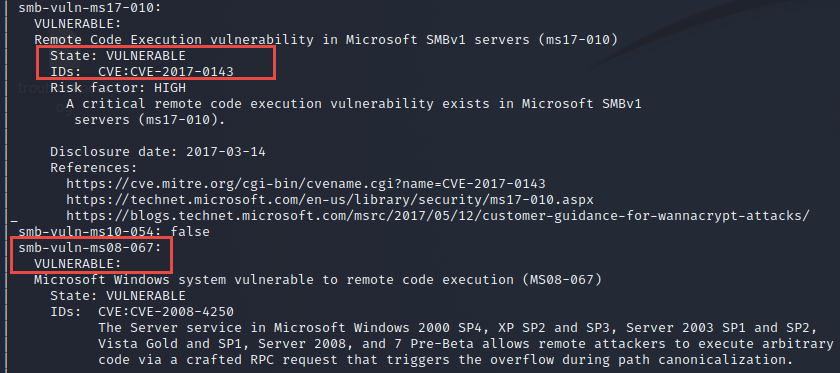 | smb-vuln-ms17-010:
|   VULNERABLE:
|   Remote Code Execution vulnerability in Microsoft SMBv1 servers (ms17-010)
|     State: VULNERABLE
|     IDs:  CVE:CVE-2017-0143
|     Risk factor: HIGH
|       A critical remote code execution vulnerability exists in Microsoft SMBv1
|        servers (ms17-010).
|
|     Disclosure date: 2017-03-14
|     References:
|       https://cve.mitre.org/cgi-bin/cvename.cgi?name=CVE-2017-0143
|       https://technet.microsoft.com/en-us/library/security/ms17-010.aspx
|_      https://blogs.technet.microsoft.com/msrc/2017/05/12/customer-guidance-for-wannacrypt-attacks/
| smb-vuln-ms10-054: false
| smb-vuln-ms08-067:
|   VULNERABLE:
|   Microsoft Windows system vulnerable to remote code execution (MS08-067)
|     State: VULNERABLE
|     IDs:  CVE:CVE-2008-4250
|           The Server service in Microsoft Windows 2000 SP4, XP SP2 and SP3, Server 2003 SP1 and SP2,
|           Vista Gold and SP1, Server 2008, and 7 Pre-Beta allows remote attackers to execute arbitrary
|           code via a crafted RPC request that triggers the overflow during path canonicalization.